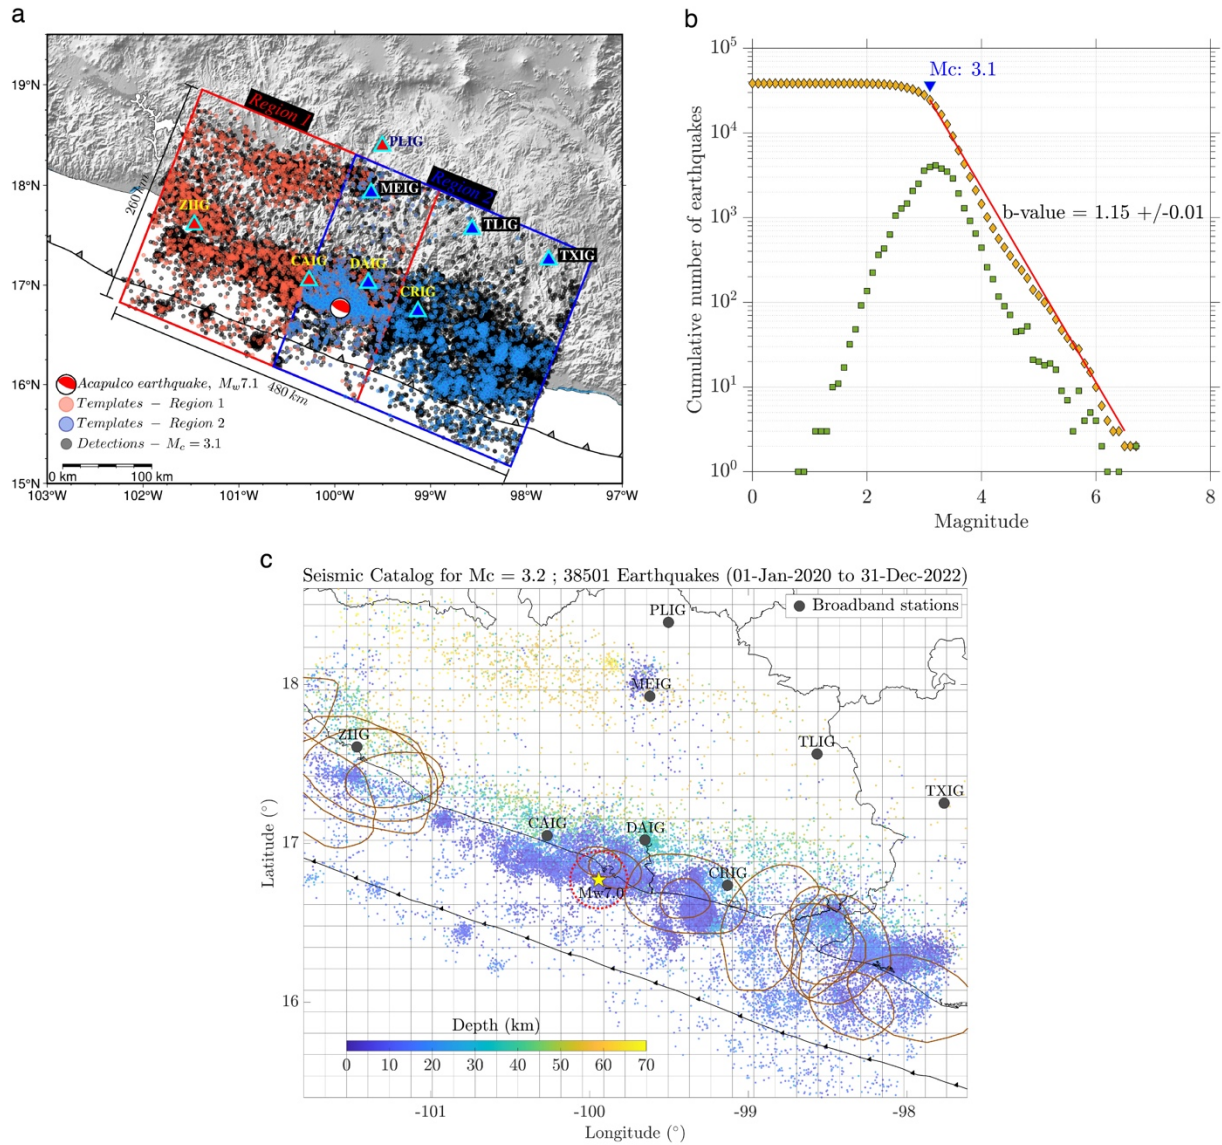 a
19°N
18°N
17°N
16°N
15°N
103°W
102°W
101°W
100°W
99°W
98°W
97°W
Region 1
Region 2
PLIG
MEIG
TLIG
TXIG
ZIIG
CAIG
DAIG
CRIG
260 km
480 km
Acapulco earthquake, Mw7.1
Templates − Region 1
Templates − Region 2
Detections − Mc = 3.1
0 km 100 km
b
Mc: 3.1
b-value = 1.15 +/-0.01
Cumulative number of earthquakes
10^5
10^4
10^3
10^2
10^1
10^0
0 2 4 6 8
Magnitude
c
Seismic Catalog for Mc = 3.2 ; 38501 Earthquakes (01-Jan-2020 to 31-Dec-2022)
Broadband stations
PLIG
MEIG
TLIG
TXIG
ZIIG
CAIG
DAIG
CRIG
Mw7.0
Latitude (°)
18
17
16
Depth (km)
0 10 20 30 40 50 60 70
-101 -100 -99 -98
Longitude (°)